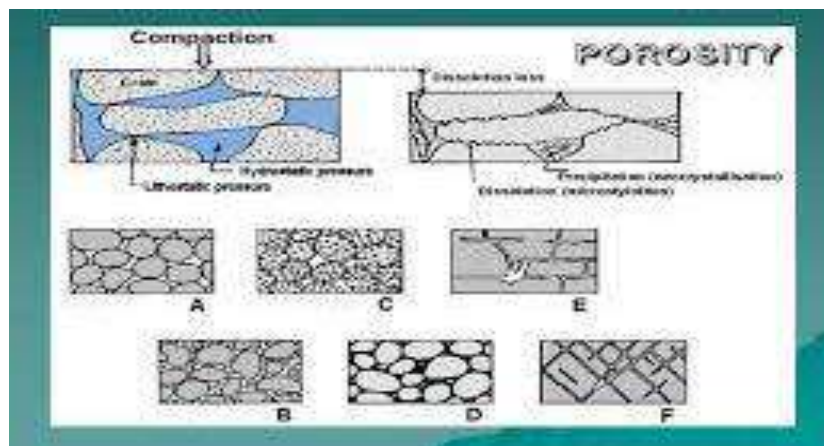 Compaction
POROSITY
Grain
Dissolution loss
Hydrostatic pressure
Lithostatic pressure
Precipitation (neocrystallisation)
Dissolution (microstylolites)
A
C
E
B
D
F